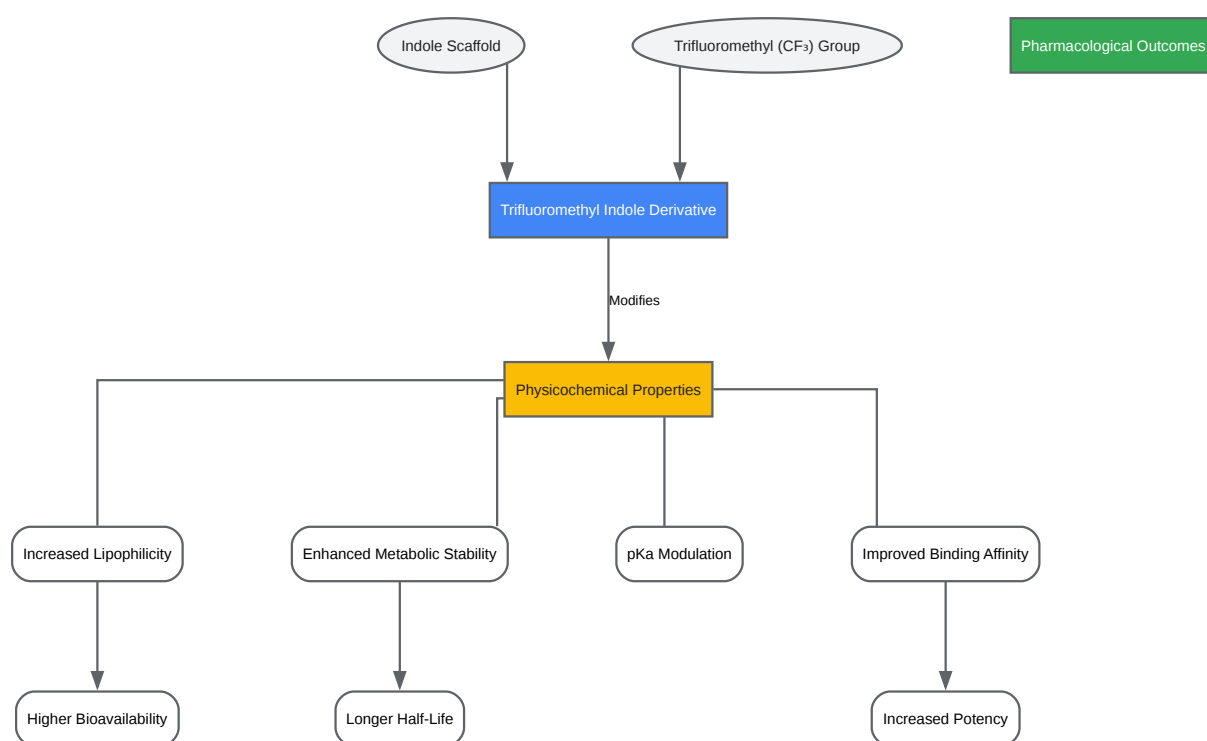 Indole Scaffold
Trifluoromethyl (CF₃) Group
Pharmacological Outcomes
Trifluoromethyl Indole Derivative
Modifies
Physicochemical Properties
Increased Lipophilicity
Enhanced Metabolic Stability
pKa Modulation
Improved Binding Affinity
Higher Bioavailability
Longer Half-Life
Increased Potency